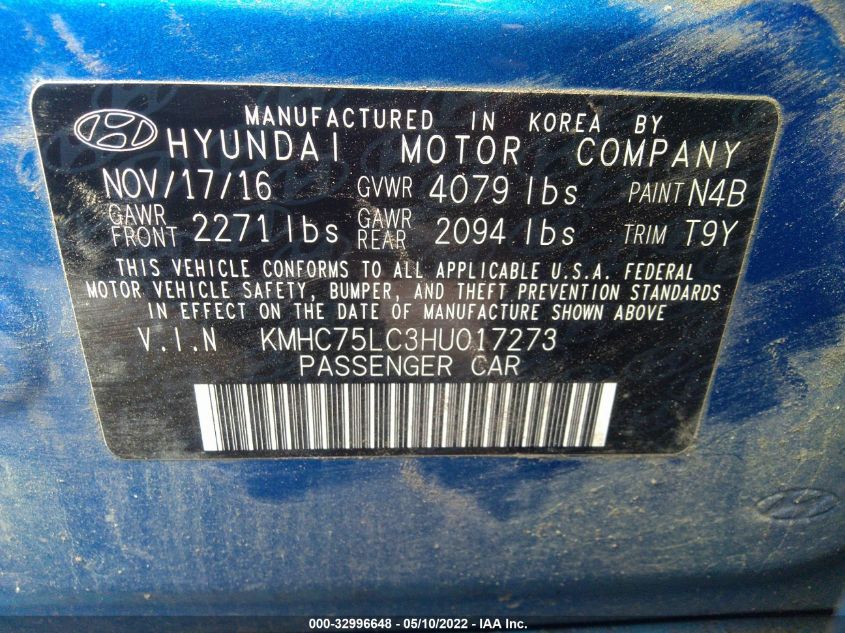 MANUFACTURED IN KOREA BY
HYUNDAI MOTOR COMPANY
NOV/17/16 GVWR 4079 lbs PAINT N4B
GAWR FRONT 2271 lbs GAWR REAR 2094 lbs TRIM T9Y
THIS VEHICLE CONFORMS TO ALL APPLICABLE U.S.A. FEDERAL
MOTOR VEHICLE SAFETY, BUMPER, AND THEFT PREVENTION STANDARDS
IN EFFECT ON THE DATE OF MANUFACTURE SHOWN ABOVE
V.I.N KMHC75LC3HU017273
PASSENGER CAR
000-32996648 - 05/10/2022 - IAA Inc.